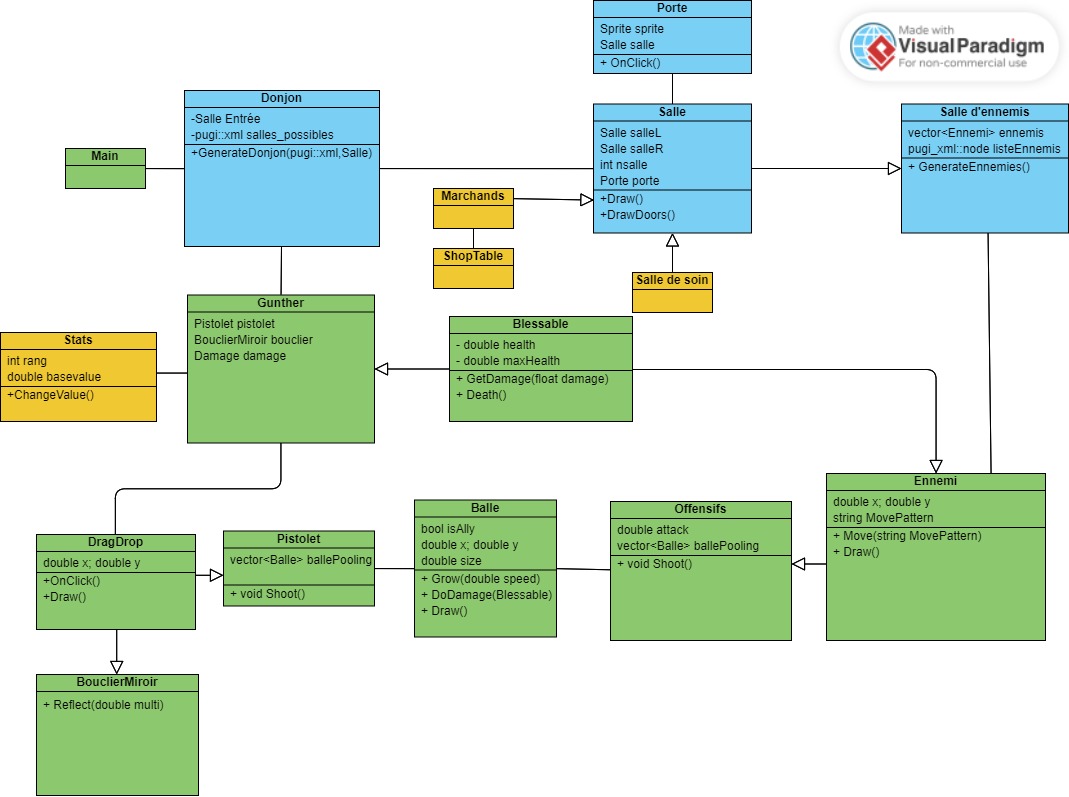 Porte
Sprite sprite
Salle salle
+ OnClick()
Made with
Visual Paradigm
For non-commercial use
Donjon
-Salle Entrée
-pugi::xml salles_possibles
+GenerateDonjon(pugi::xml,Salle)
Main
Salle
Salle salleL
Salle salleR
int nsalle
Porte porte
+Draw()
+DrawDoors()
Salle d'ennemis
vector<Ennemi> ennemis
pugi_xml::node listeEnnemis
+ GenerateEnnemies()
Marchands
ShopTable
Salle de soin
Gunther
Pistolet pistolet
BouclierMiroir bouclier
Damage damage
Stats
int rang
double basevalue
+ChangeValue()
Blessable
- double health
- double maxHealth
+ GetDamage(float damage)
+ Death()
Ennemi
double x; double y
string MovePattern
+ Move(string MovePattern)
+ Draw()
DragDrop
double x; double y
+OnClick()
+Draw()
Pistolet
vector<Balle> ballePooling
+ void Shoot()
Balle
bool isAlly
double x; double y
double size
+ Grow(double speed)
+ DoDamage(Blessable)
+ Draw()
Offensifs
double attack
vector<Balle> ballePooling
+ void Shoot()
BouclierMiroir
+ Reflect(double multi)